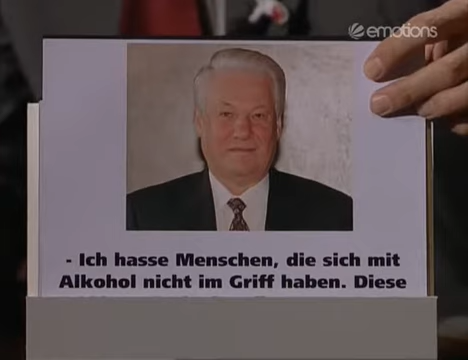 emotions
- Ich hasse Menschen, die sich mit
Alkohol nicht im Griff haben. Diese